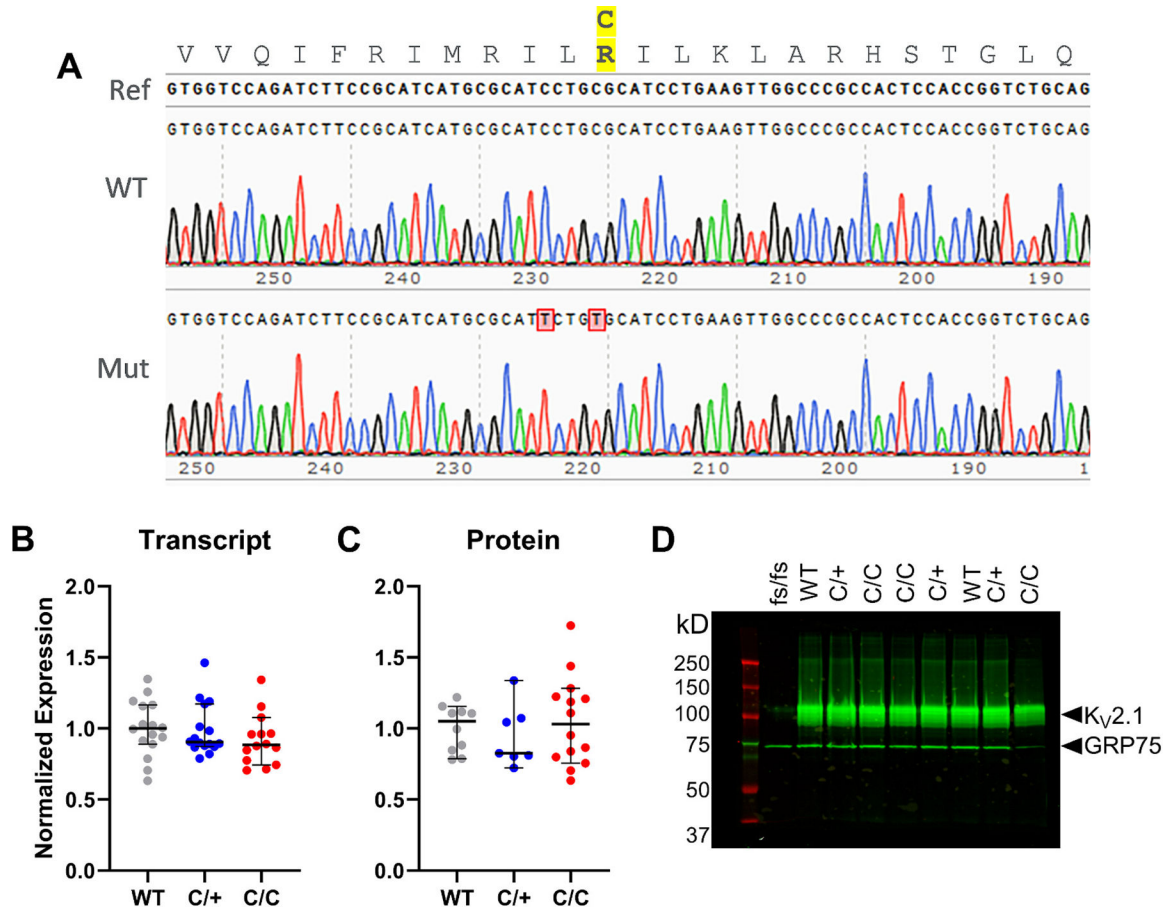 C
V V Q I F R I M R I L R I L K L A R H S T G L Q
A
Ref GTGGTCCAGATCTTCCGCATCATGCGCATCCTGCGCATCCTGAAGTTGGCCCGCCACTCCACCGGTCTGCAG
GTGGTCCAGATCTTCCGCATCATGCGCATCCTGCGCATCCTGAAGTTGGCCCGCCACTCCACCGGTCTGCAG
WT
250 240 230 220 210 200 190
GTGGTCCAGATCTTCCGCATCATGCGCATTCTGTGCATCCTGAAGTTGGCCCGCCACTCCACCGGTCTGCAG
Mut
250 240 230 220 210 200 190 1
B Transcript
Normalized Expression
2.0
1.5
1.0
0.5
0.0
WT C/+ C/C
C Protein
2.0
1.5
1.0
0.5
0.0
WT C/+ C/C
D
fs/fs WT C/+ C/C C/C C/+ WT C/+ C/C
kD
250
150
100
75
50
37
KV2.1
GRP75